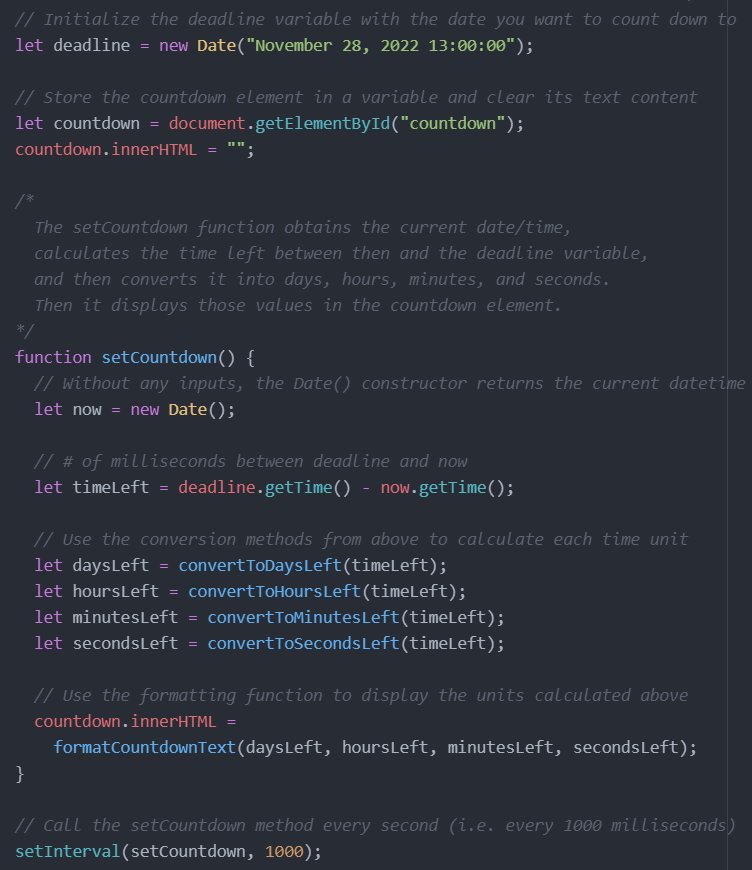 // Initialize the deadline variable with the date you want to count down to
let deadline = new Date("November 28, 2022 13:00:00");
// Store the countdown element in a variable and clear its text content
let countdown = document.getElementById("countdown");
countdown.innerHTML = "";
/*
The setCountdown function obtains the current date/time,
calculates the time left between then and the deadline variable,
and then converts it into days, hours, minutes, and seconds.
Then it displays those values in the countdown element.
*/
function setCountdown() {
// Without any inputs, the Date() constructor returns the current datetime
let now = new Date();
// # of milliseconds between deadline and now
let timeLeft = deadline.getTime() - now.getTime();
// Use the conversion methods from above to calculate each time unit
let daysLeft = convertToDaysLeft(timeLeft);
let hoursLeft = convertToHoursLeft(timeLeft);
let minutesLeft = convertToMinutesLeft(timeLeft);
let secondsLeft = convertToSecondsLeft(timeLeft);
// Use the formatting function to display the units calculated above
countdown.innerHTML =
formatCountdownText(daysLeft, hoursLeft, minutesLeft, secondsLeft);
}
// Call the setCountdown method every second (i.e. every 1000 milliseconds)
setInterval(setCountdown, 1000);